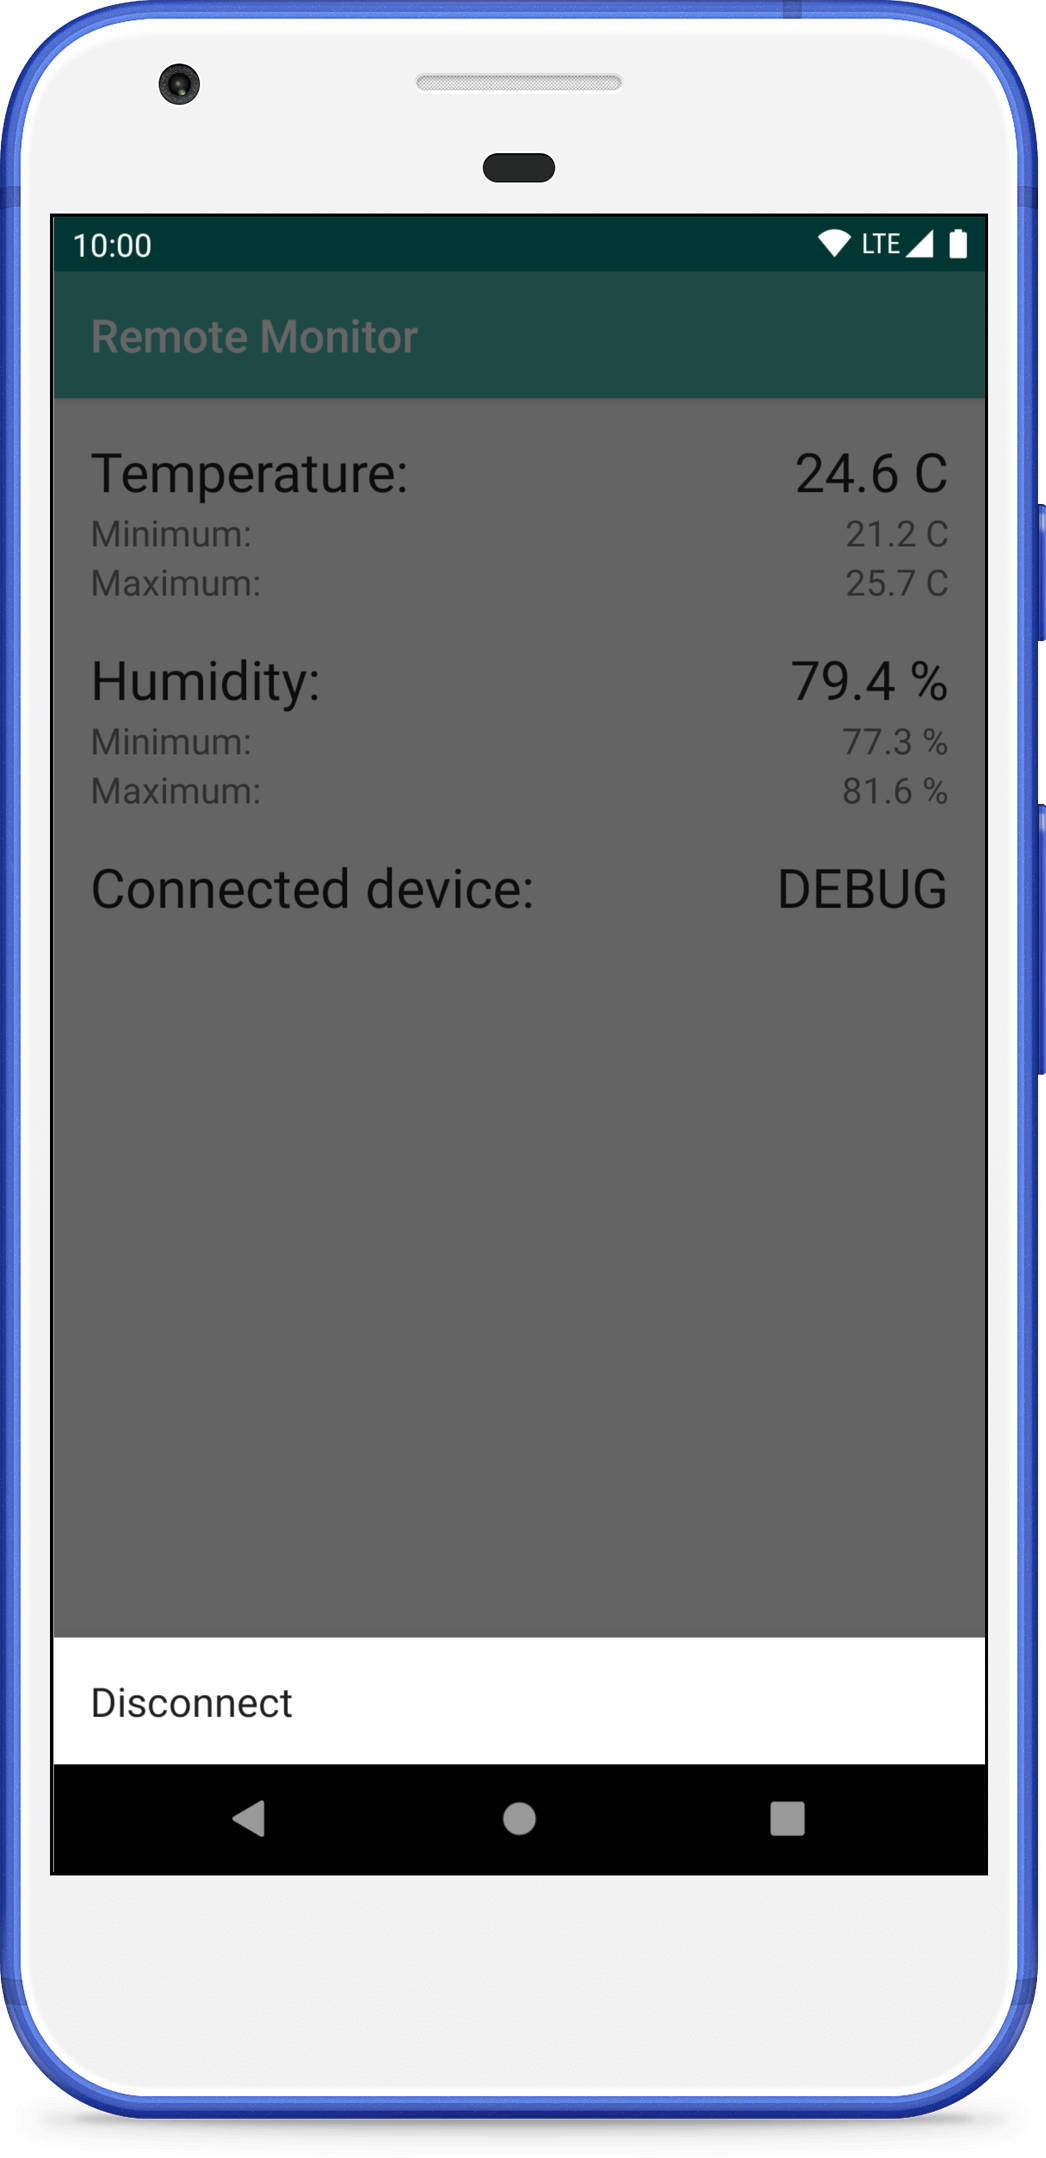 10:00 LTE
Remote Monitor
Temperature: 24.6 C
Minimum: 21.2 C
Maximum: 25.7 C
Humidity: 79.4 %
Minimum: 77.3 %
Maximum: 81.6 %
Connected device: DEBUG
Disconnect